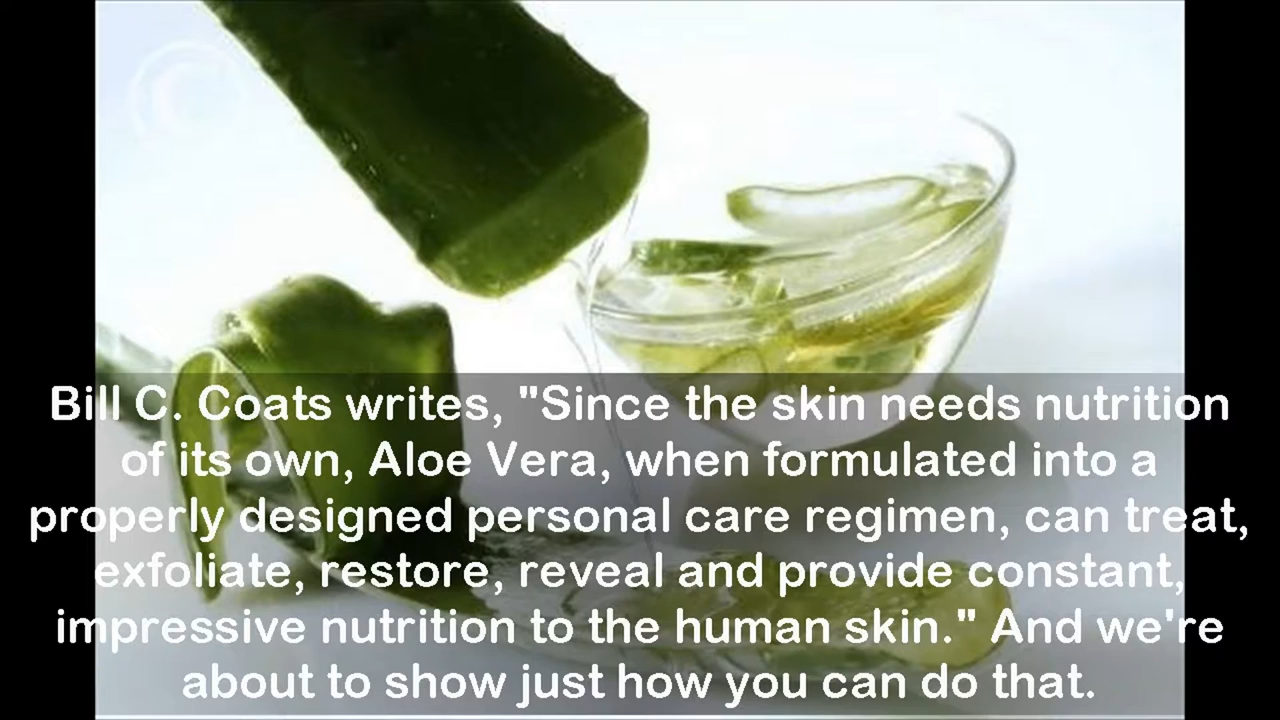 Bill C. Coats writes, "Since the skin needs nutrition
of its own, Aloe Vera, when formulated into a
properly designed personal care regimen, can treat,
exfoliate, restore, reveal and provide constant,
impressive nutrition to the human skin." And we're
about to show just how you can do that.